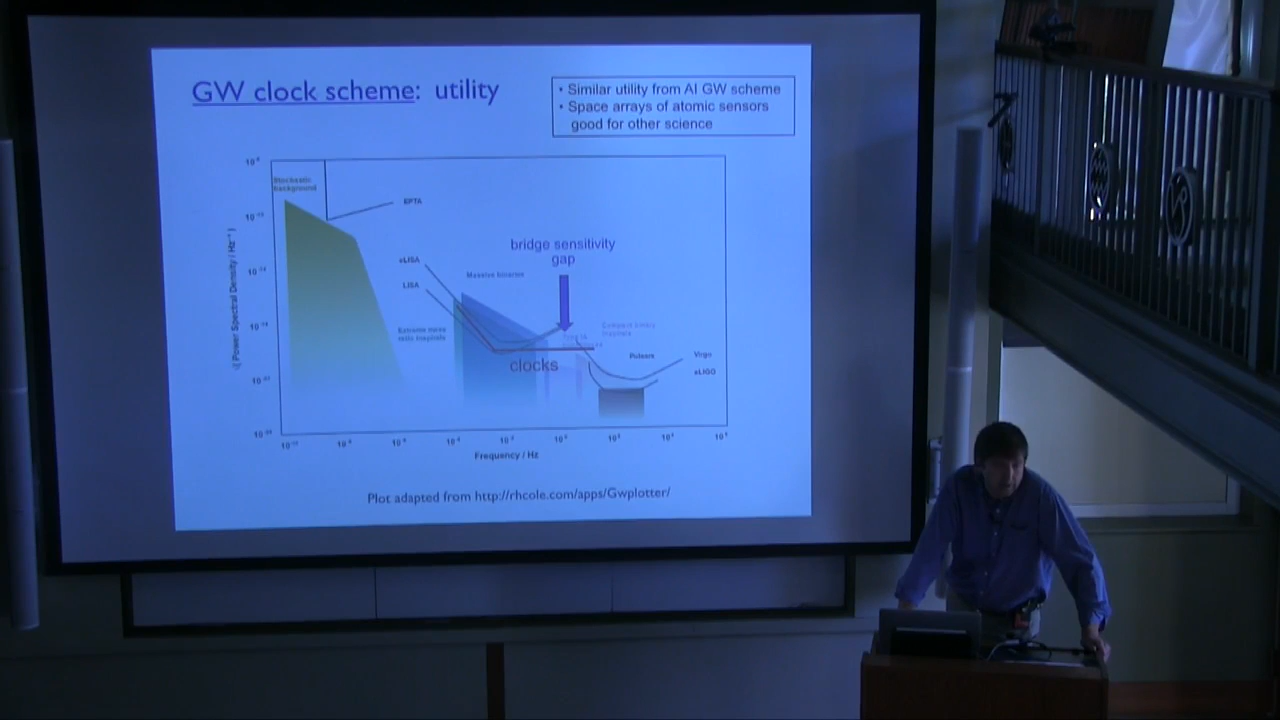 GW clock scheme: utility
• Similar utility from AI GW scheme
• Space arrays of atomic sensors
good for other science
Stochastic
background
EPTA
bridge sensitivity
gap
eLISA
Massive binaries
LISA
Extreme mass
ratio inspirals
Compact binary
inspirals
clocks
Pulsars
Virgo
aLIGO
√( Power Spectral Density / Hz⁻¹ )
Frequency / Hz
Plot adapted from http://rhcole.com/apps/Gwplotter/